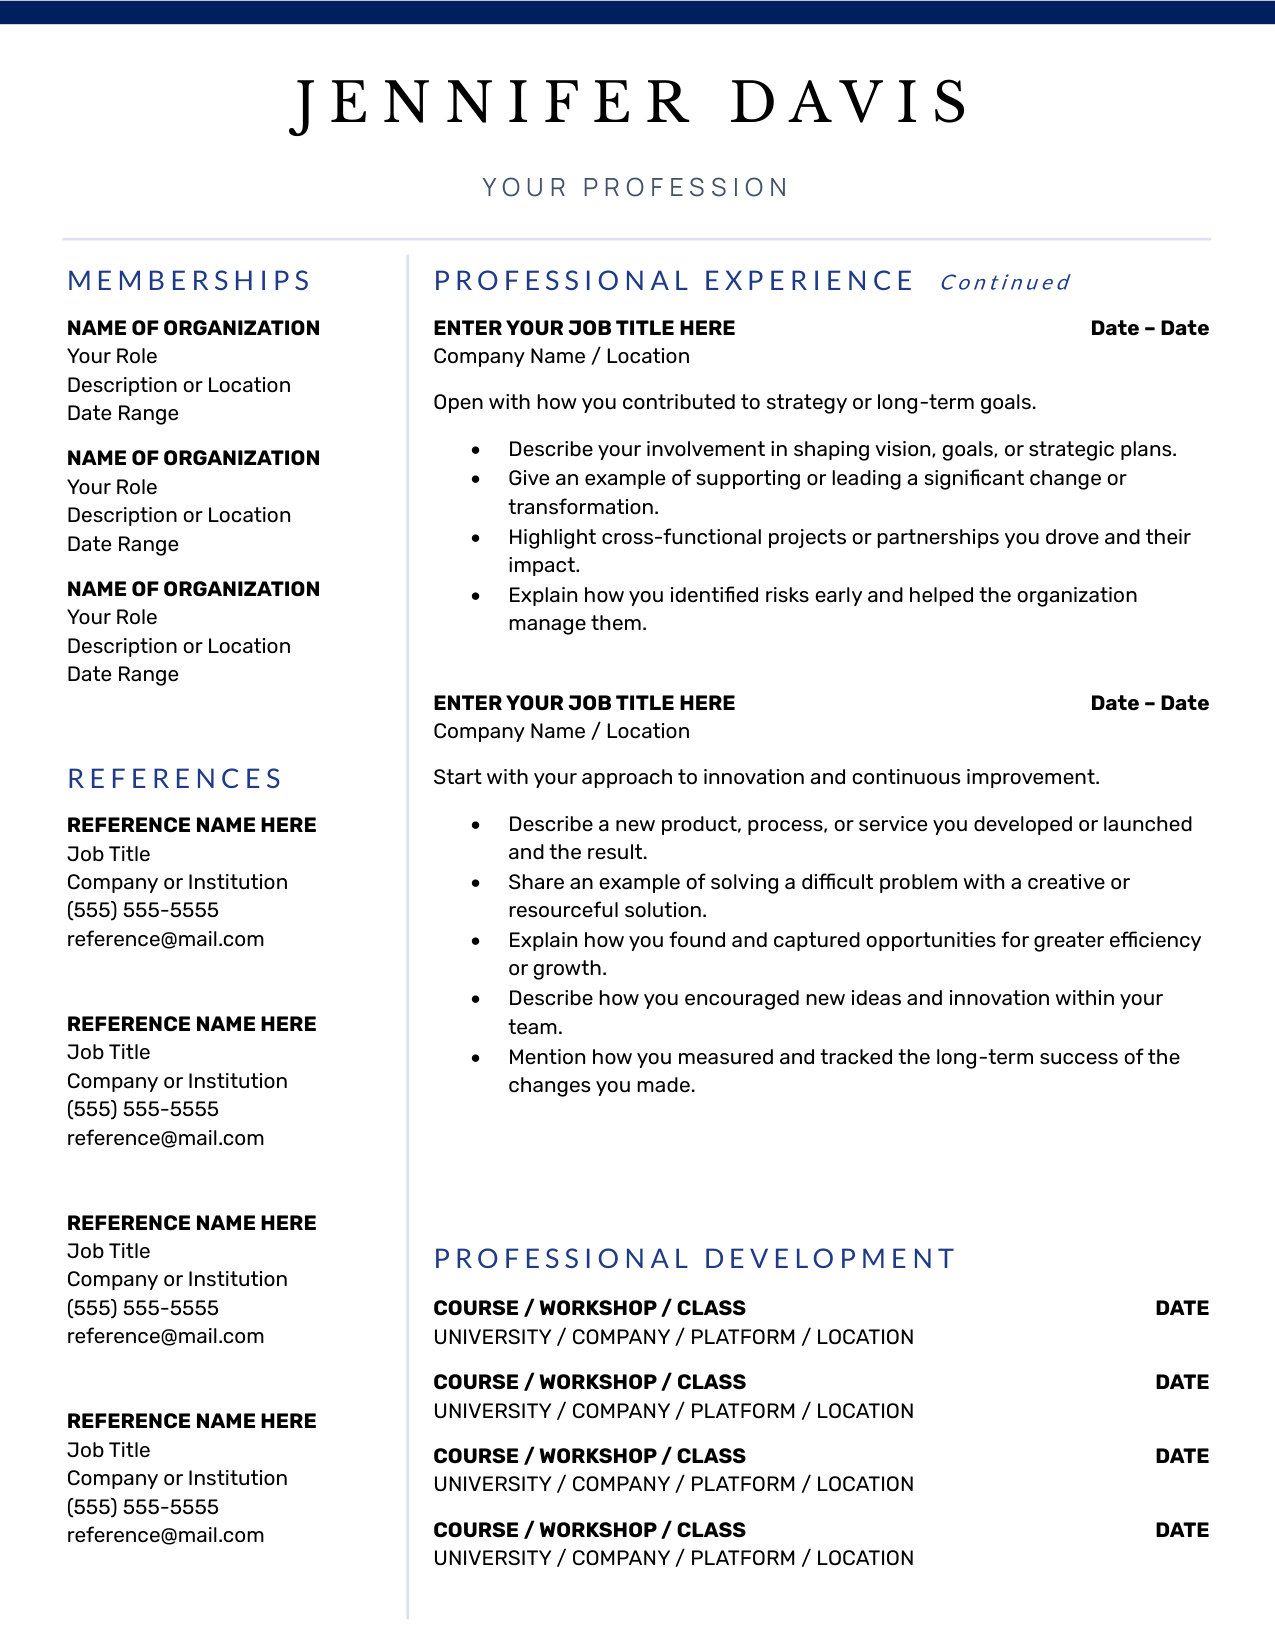 JENNIFER DAVIS
YOUR PROFESSION
MEMBERSHIPS
NAME OF ORGANIZATION
Your Role
Description or Location
Date Range
NAME OF ORGANIZATION
Your Role
Description or Location
Date Range
NAME OF ORGANIZATION
Your Role
Description or Location
Date Range
REFERENCES
REFERENCE NAME HERE
Job Title
Company or Institution
(555) 555-5555
reference@mail.com
REFERENCE NAME HERE
Job Title
Company or Institution
(555) 555-5555
reference@mail.com
REFERENCE NAME HERE
Job Title
Company or Institution
(555) 555-5555
reference@mail.com
REFERENCE NAME HERE
Job Title
Company or Institution
(555) 555-5555
reference@mail.com
PROFESSIONAL EXPERIENCE Continued
ENTER YOUR JOB TITLE HERE Date – Date
Company Name / Location
Open with how you contributed to strategy or long-term goals.
• Describe your involvement in shaping vision, goals, or strategic plans.
• Give an example of supporting or leading a significant change or
transformation.
• Highlight cross-functional projects or partnerships you drove and their
impact.
• Explain how you identified risks early and helped the organization
manage them.
ENTER YOUR JOB TITLE HERE Date – Date
Company Name / Location
Start with your approach to innovation and continuous improvement.
• Describe a new product, process, or service you developed or launched
and the result.
• Share an example of solving a difficult problem with a creative or
resourceful solution.
• Explain how you found and captured opportunities for greater efficiency
or growth.
• Describe how you encouraged new ideas and innovation within your
team.
• Mention how you measured and tracked the long-term success of the
changes you made.
PROFESSIONAL DEVELOPMENT
COURSE / WORKSHOP / CLASS DATE
UNIVERSITY / COMPANY / PLATFORM / LOCATION
COURSE / WORKSHOP / CLASS DATE
UNIVERSITY / COMPANY / PLATFORM / LOCATION
COURSE / WORKSHOP / CLASS DATE
UNIVERSITY / COMPANY / PLATFORM / LOCATION
COURSE / WORKSHOP / CLASS DATE
UNIVERSITY / COMPANY / PLATFORM / LOCATION